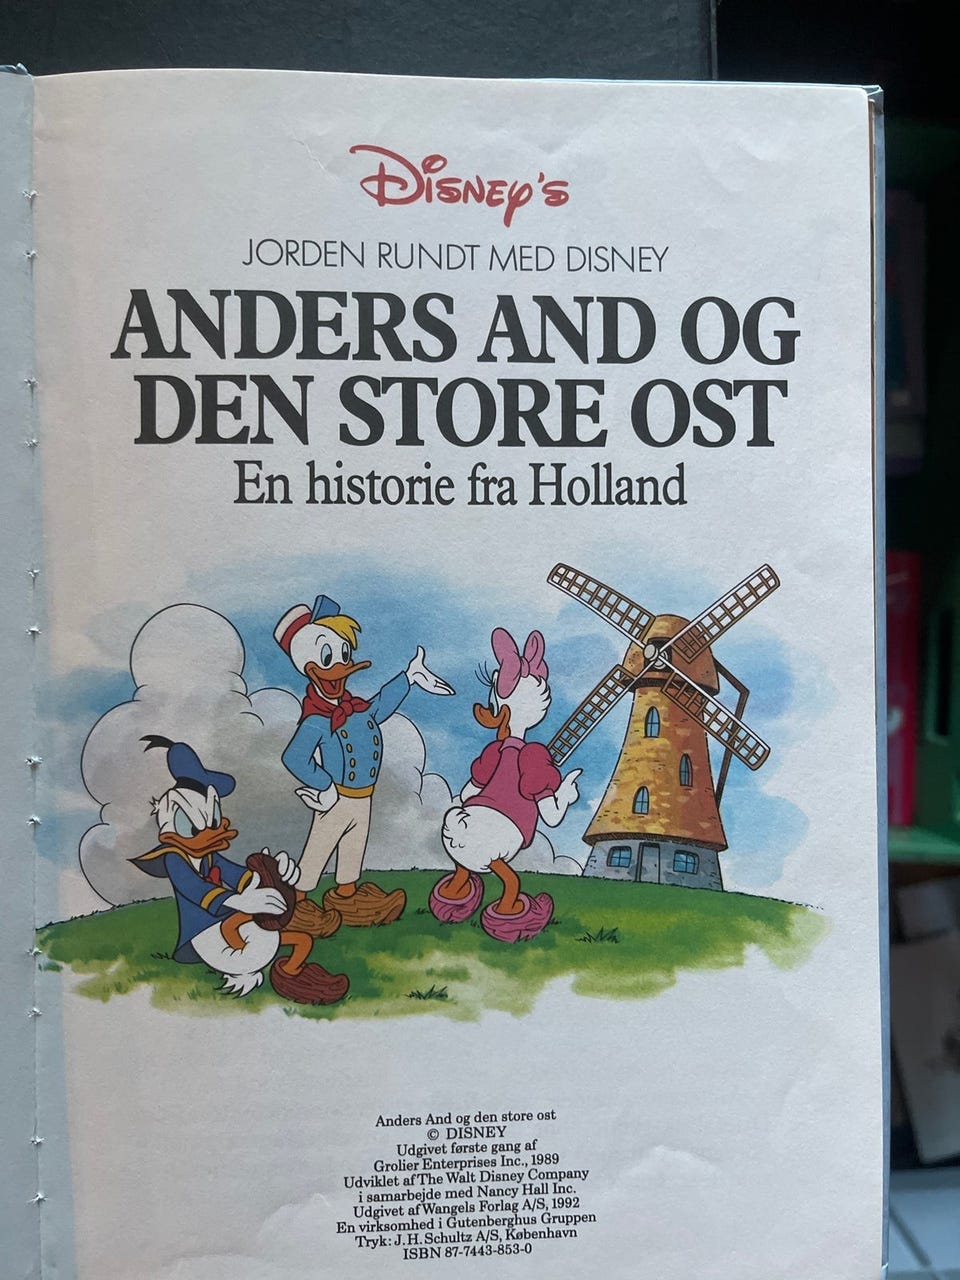 Disney's
JORDEN RUNDT MED DISNEY
ANDERS AND OG
DEN STORE OST
En historie fra Holland
Anders And og den store ost
© DISNEY
Udgivet første gang af
Grolier Enterprises Inc., 1989
Udviklet af The Walt Disney Company
i samarbejde med Nancy Hall Inc.
Udgivet af Wangels Forlag A/S, 1992
En virksomhed i Gutenberghus Gruppen
Tryk: J. H. Schultz A/S, København
ISBN 87-7443-853-0